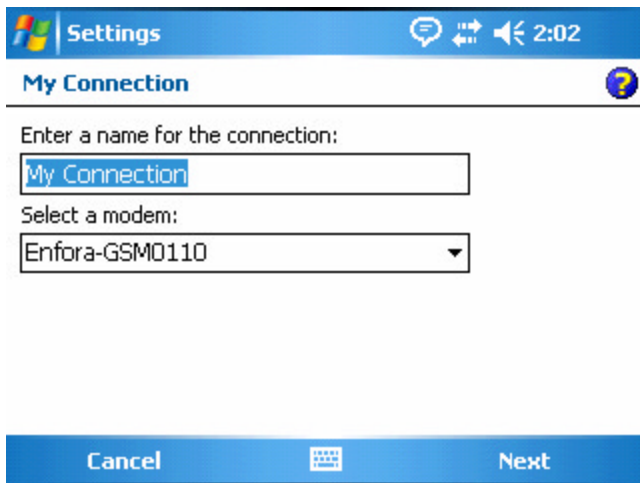 Settings 2:02
My Connection
Enter a name for the connection:
My Connection
Select a modem:
Enfora-GSM0110
Cancel Next